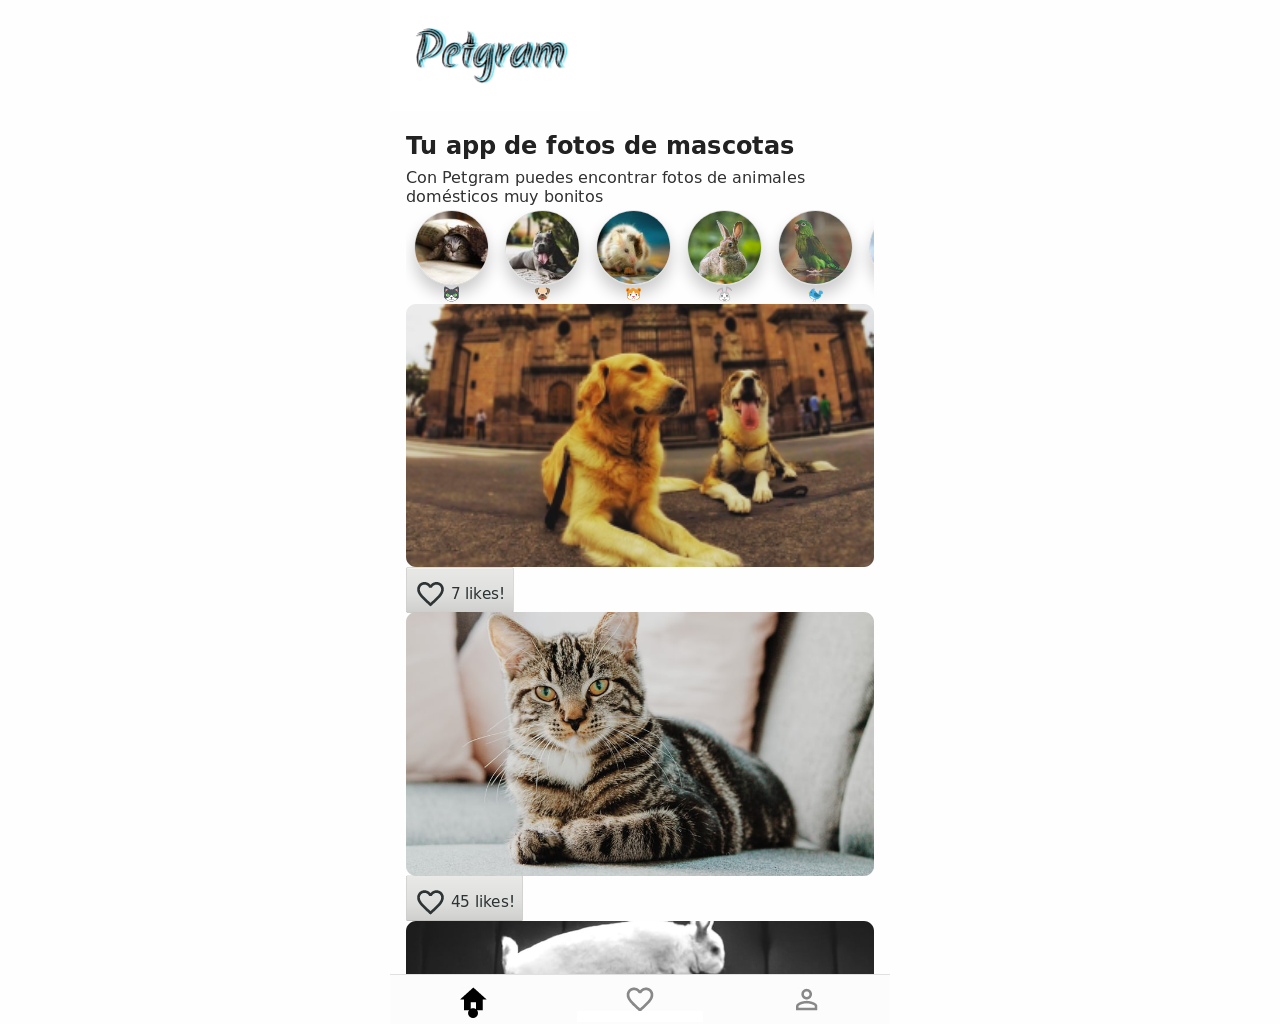 Petgram
Tu app de fotos de mascotas
Con Petgram puedes encontrar fotos de animales
domésticos muy bonitos
7 likes!
45 likes!